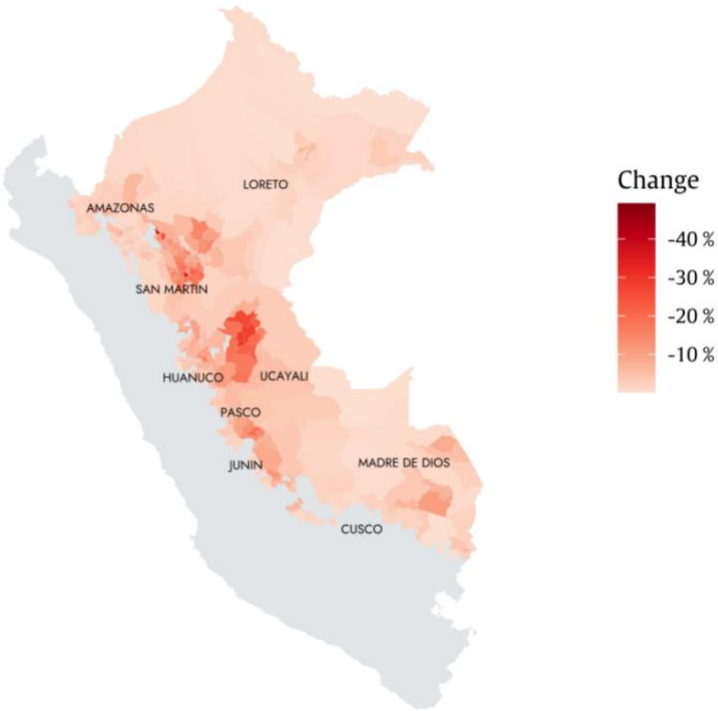 Change
-40 %
-30 %
-20 %
-10 %
LORETO
AMAZONAS
SAN MARTIN
HUANUCO
UCAYALI
PASCO
JUNIN
MADRE DE DIOS
CUSCO